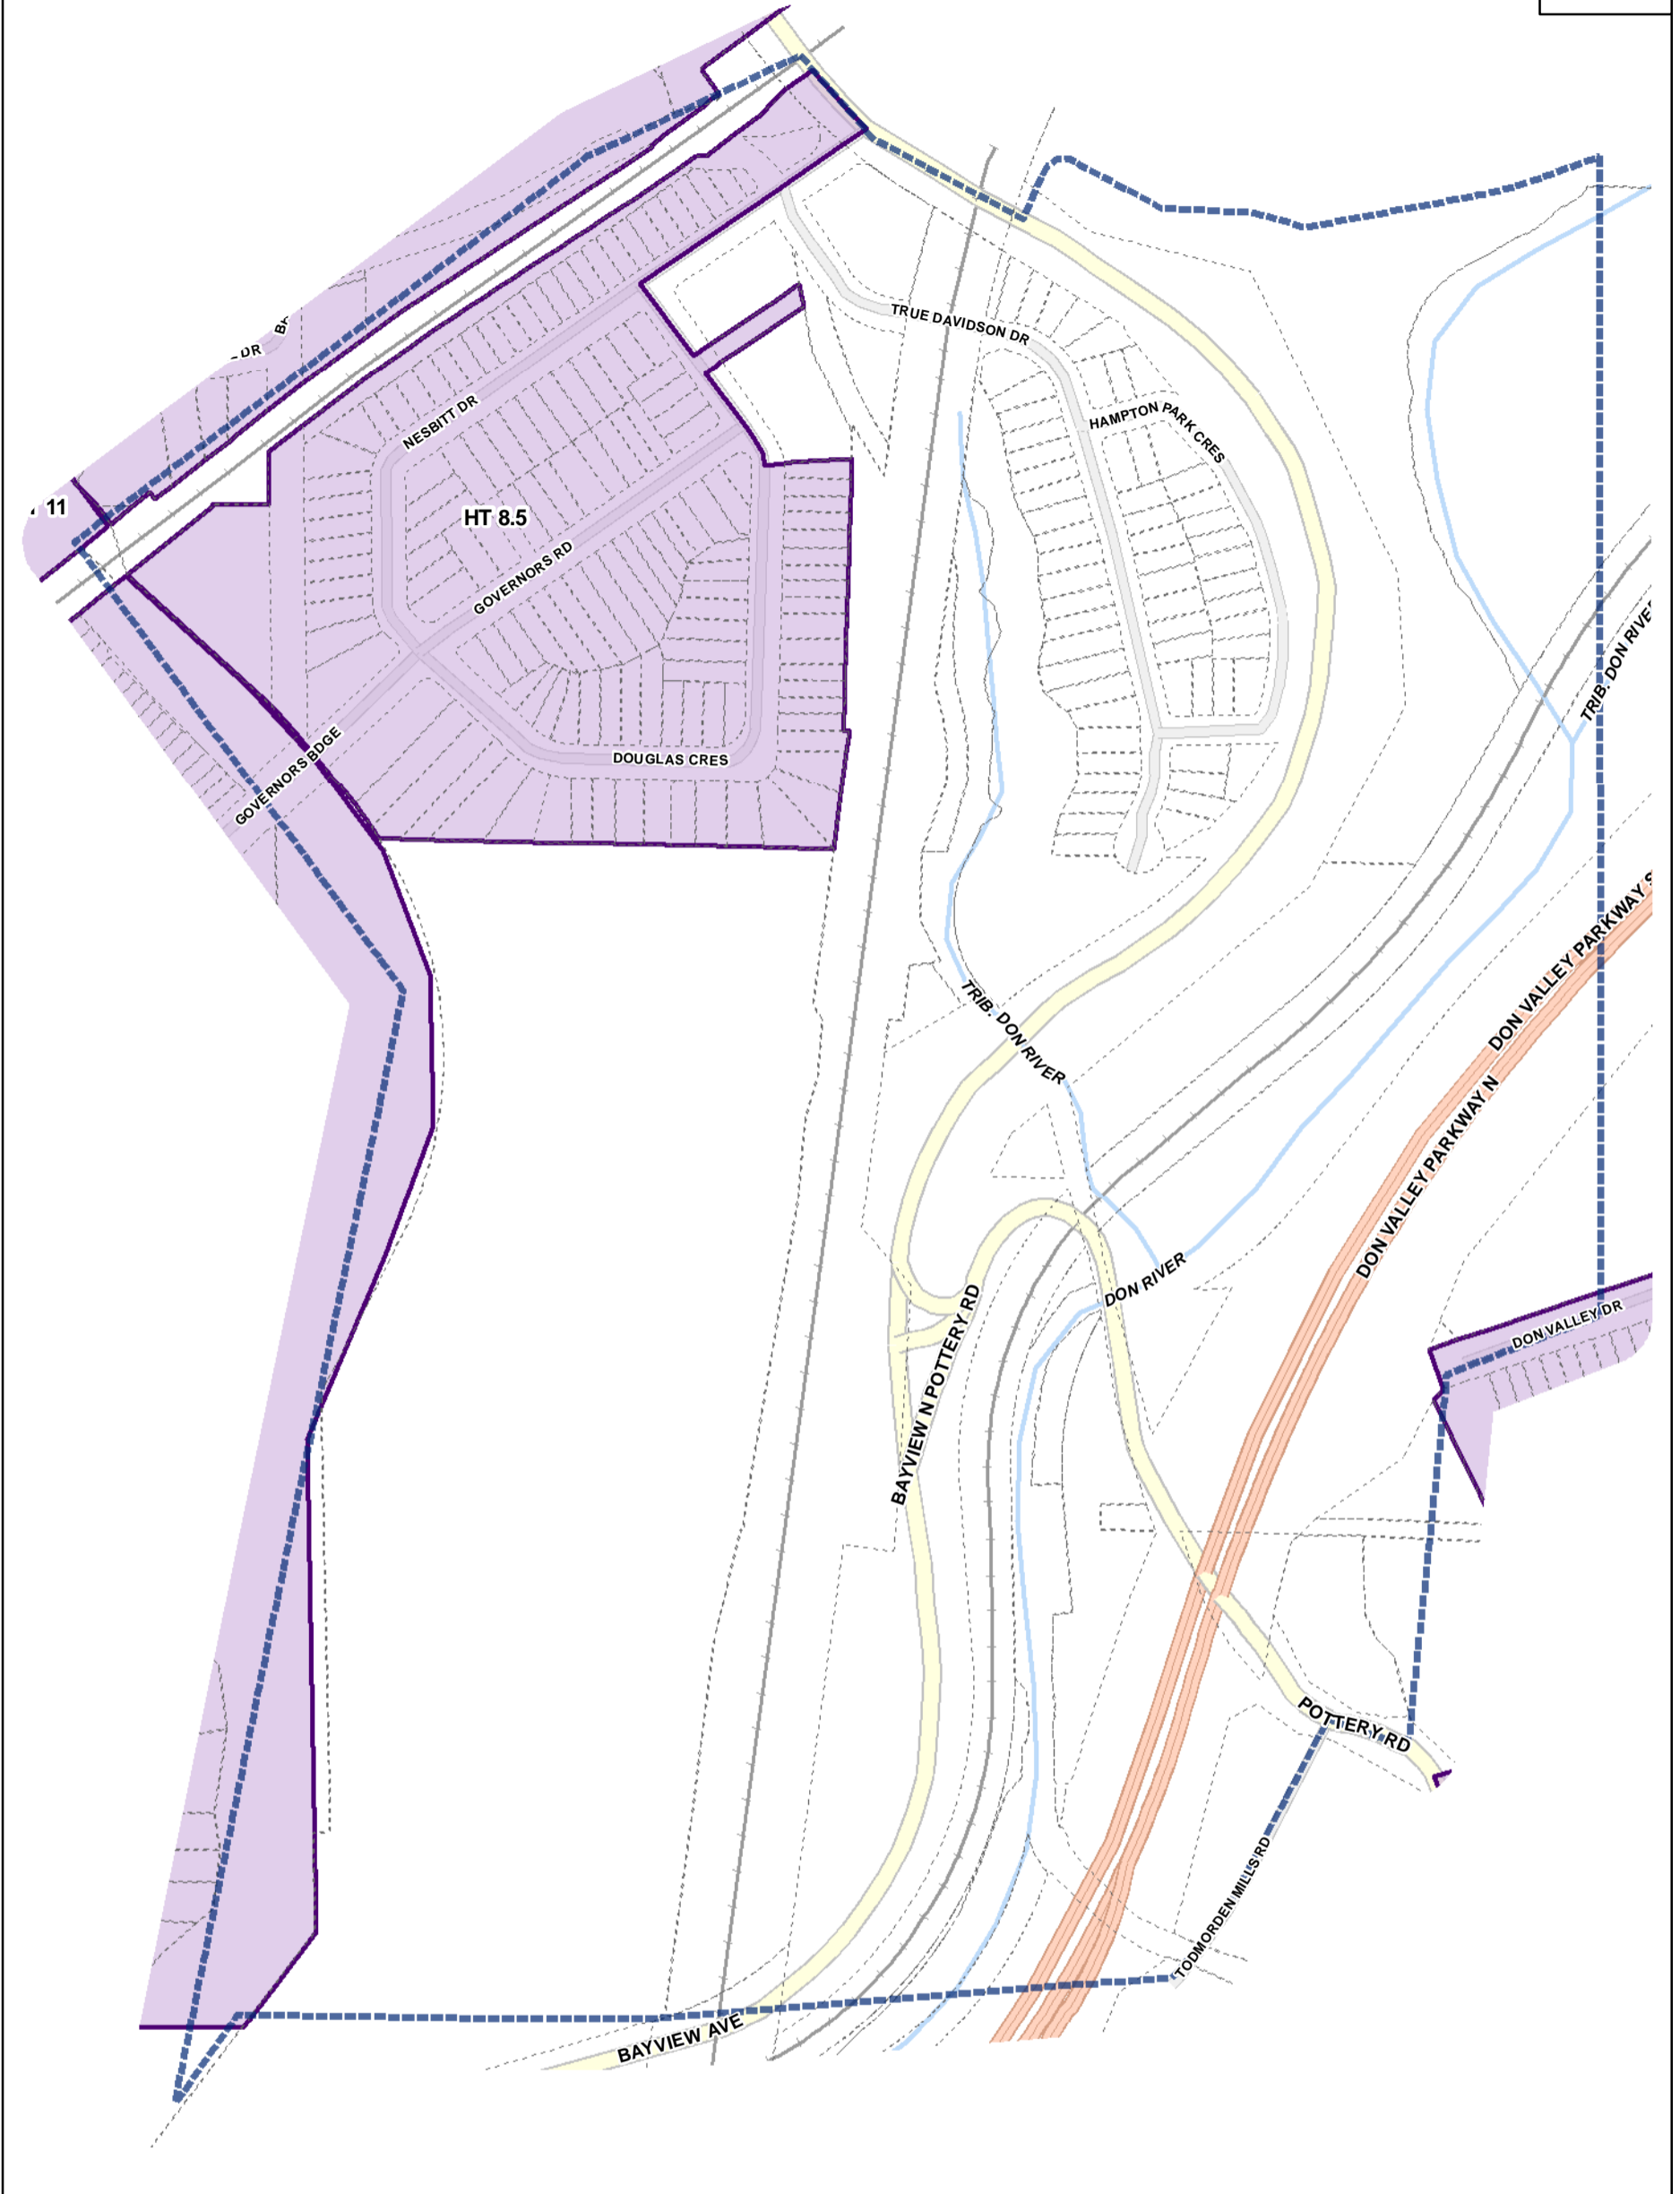 TRUE DAVIDSON DR
DR
HAMPTON PARK CRES
NESBITT DR
11
HT 8.5
GOVERNORS RD
TRIB. DON RIVER
GOVERNORS BDGE
DOUGLAS CRES
DON VALLEY PARKWAY S
TRIB. DON RIVER
DON VALLEY PARKWAY N
DON RIVER
DON VALLEY DR
BAYVIEW N POTTERY RD
POTTERY RD
TODMORDEN MILLS RD
BAYVIEW AVE